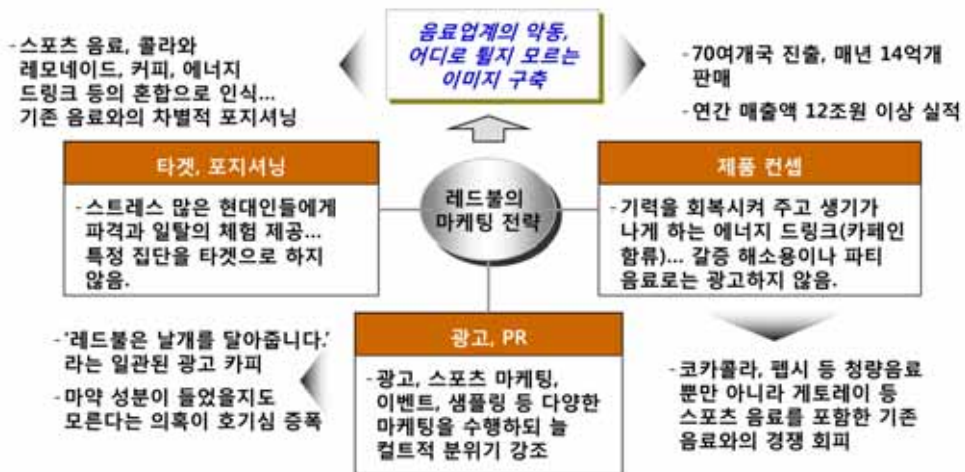 음료업계의 악동,
어디로 튈지 모르는
이미지 구축
- 스포츠 음료, 콜라와
레모네이드, 커피, 에너지
드링크 등의 혼합으로 인식...
기존 음료와의 차별적 포지셔닝
- 70여개국 진출, 매년 14억개
판매
- 연간 매출액 12조원 이상 실적
타겟, 포지셔닝
- 스트레스 많은 현대인들에게
파격과 일탈의 체험 제공...
특정 집단을 타겟으로 하지
않음.
레드불의
마케팅 전략
제품 컨셉
- 기력을 회복시켜 주고 생기가
나게 하는 에너지 드링크(카페인
함류)... 갈증 해소용이나 파티
음료로는 광고하지 않음.
- '레드불은 날개를 달아줍니다.'
라는 일관된 광고 카피
- 마약 성분이 들었을지도
모른다는 의혹이 호기심 증폭
광고, PR
- 광고, 스포츠 마케팅,
이벤트, 샘플링 등 다양한
마케팅을 수행하되 늘
컬트적 분위기 강조
- 코카콜라, 펩시 등 청량음료
뿐만 아니라 게토레이 등
스포츠 음료를 포함한 기존
음료와의 경쟁 회피